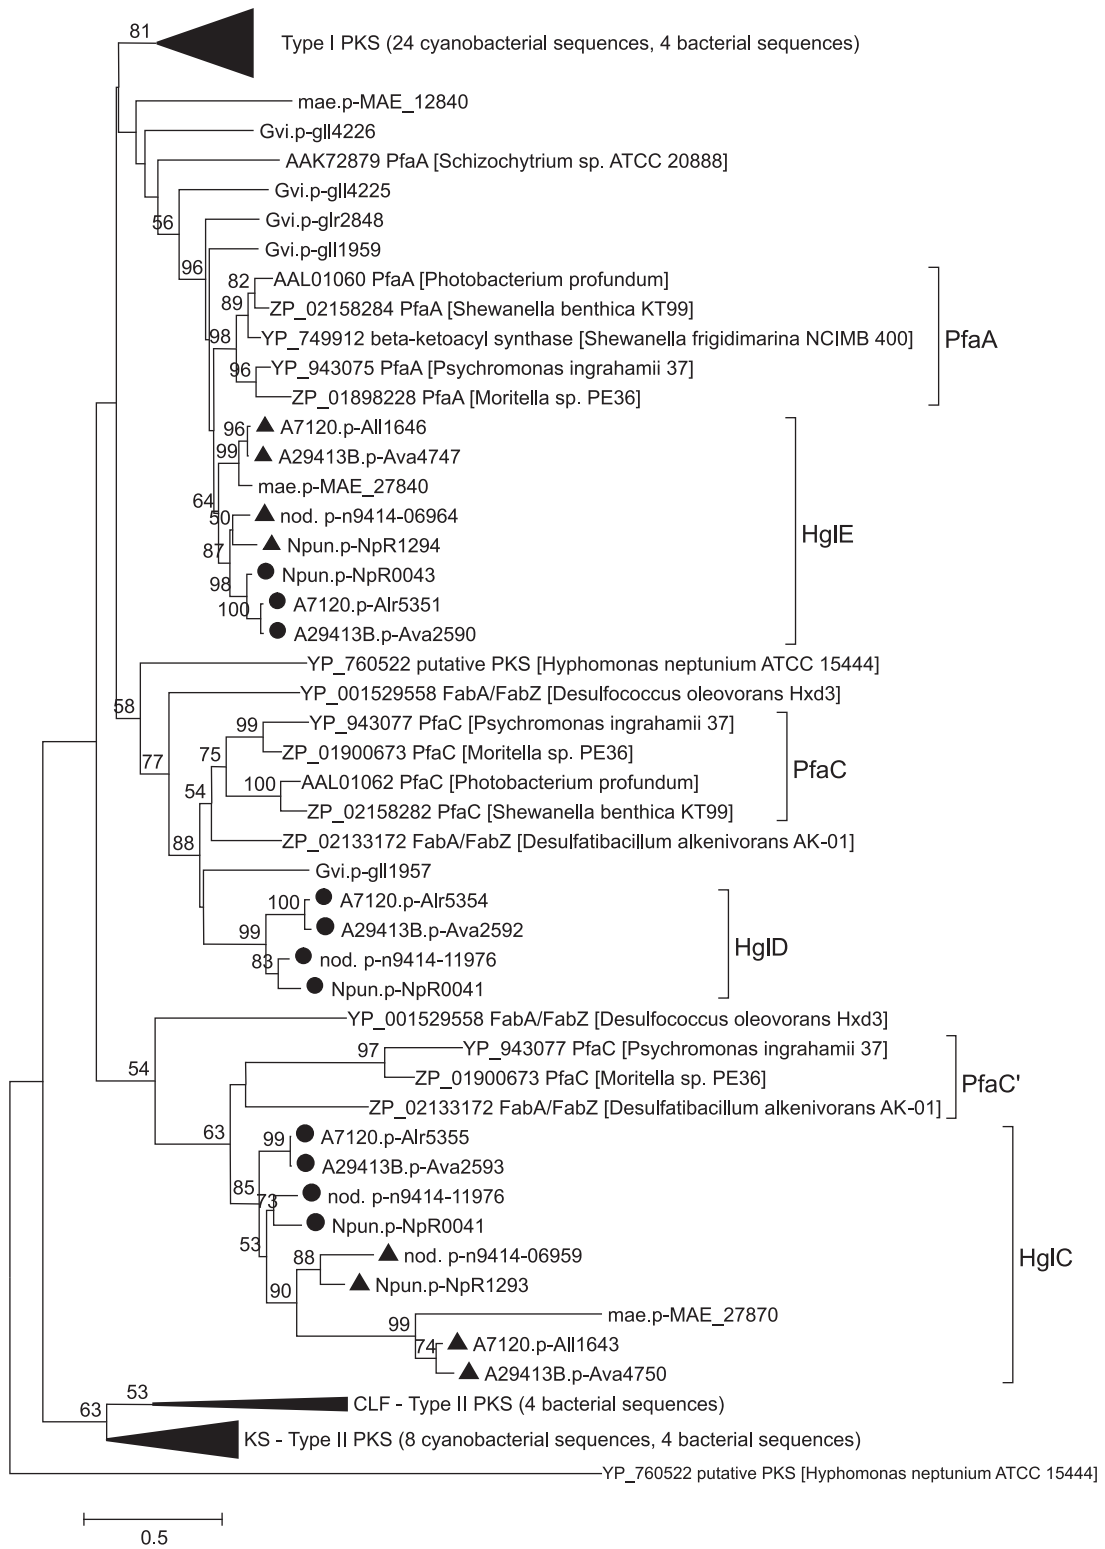 81
Type I PKS (24 cyanobacterial sequences, 4 bacterial sequences)
mae.p-MAE_12840
Gvi.p-gll4226
AAK72879 PfaA [Schizochytrium sp. ATCC 20888]
Gvi.p-gll4225
56
Gvi.p-glr2848
Gvi.p-gll1959
96
82
AAL01060 PfaA [Photobacterium profundum]
89
ZP_02158284 PfaA [Shewanella benthica KT99]
98
YP_749912 beta-ketoacyl synthase [Shewanella frigidimarina NCIMB 400]
PfaA
96
YP_943075 PfaA [Psychromonas ingrahamii 37]
ZP_01898228 PfaA [Moritella sp. PE36]
96
A7120.p-All1646
99
A29413B.p-Ava4747
mae.p-MAE_27840
64
50
nod. p-n9414-06964
HglE
87
Npun.p-NpR1294
98
Npun.p-NpR0043
100
A7120.p-Alr5351
A29413B.p-Ava2590
YP_760522 putative PKS [Hyphomonas neptunium ATCC 15444]
58
YP_001529558 FabA/FabZ [Desulfococcus oleovorans Hxd3]
99
YP_943077 PfaC [Psychromonas ingrahamii 37]
77
75
ZP_01900673 PfaC [Moritella sp. PE36]
PfaC
100
AAL01062 PfaC [Photobacterium profundum]
54
ZP_02158282 PfaC [Shewanella benthica KT99]
88
ZP_02133172 FabA/FabZ [Desulfatibacillum alkenivorans AK-01]
Gvi.p-gll1957
100
A7120.p-Alr5354
99
A29413B.p-Ava2592
HglD
83
nod. p-n9414-11976
Npun.p-NpR0041
YP_001529558 FabA/FabZ [Desulfococcus oleovorans Hxd3]
97
YP_943077 PfaC [Psychromonas ingrahamii 37]
54
ZP_01900673 PfaC [Moritella sp. PE36]
PfaC'
ZP_02133172 FabA/FabZ [Desulfatibacillum alkenivorans AK-01]
63
99
A7120.p-Alr5355
A29413B.p-Ava2593
85
73
nod. p-n9414-11976
Npun.p-NpR0041
53
88
nod. p-n9414-06959
HglC
90
Npun.p-NpR1293
mae.p-MAE_27870
99
74
A7120.p-All1643
A29413B.p-Ava4750
53
CLF - Type II PKS (4 bacterial sequences)
63
KS - Type II PKS (8 cyanobacterial sequences, 4 bacterial sequences)
YP_760522 putative PKS [Hyphomonas neptunium ATCC 15444]
0.5